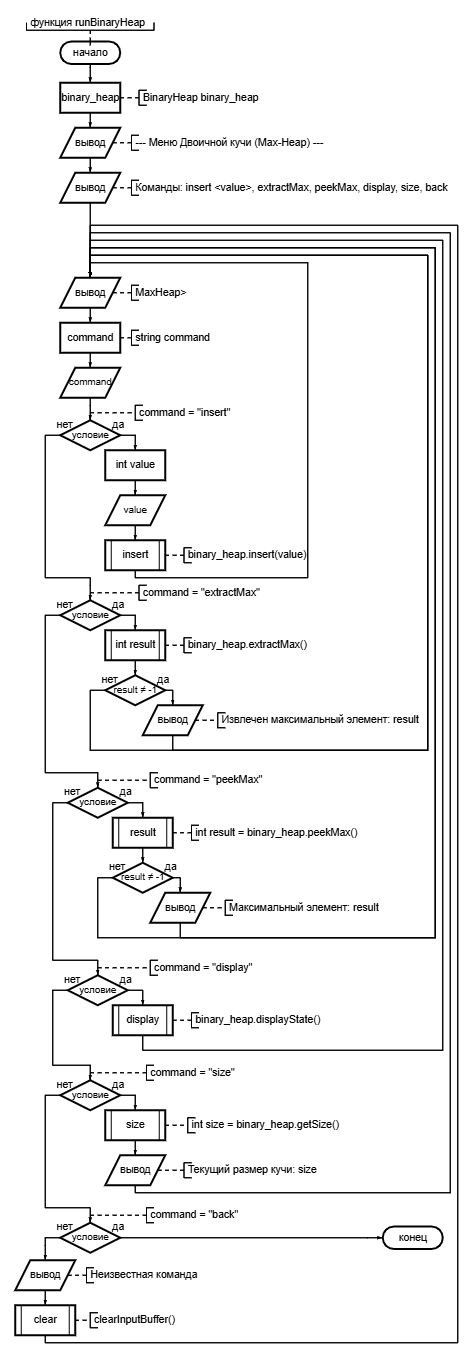 функция runBinaryHeap
начало
binary_heap
BinaryHeap binary_heap
вывод
--- Меню Двоичной кучи (Max-Heap) ---
вывод
Команды: insert <value>, extractMax, peekMax, display, size, back
вывод
MaxHeap>
command
string command
command
command = "insert"
нет
да
условие
int value
value
insert
binary_heap.insert(value)
command = "extractMax"
нет
да
условие
int result
binary_heap.extractMax()
нет
да
result ≠ -1
вывод
Извлечен максимальный элемент: result
command = "peekMax"
нет
да
условие
result
int result = binary_heap.peekMax()
нет
да
result ≠ -1
вывод
Максимальный элемент: result
command = "display"
нет
да
условие
display
binary_heap.displayState()
command = "size"
нет
да
условие
size
int size = binary_heap.getSize()
вывод
Текущий размер кучи: size
command = "back"
нет
да
условие
конец
вывод
Неизвестная команда
clear
clearInputBuffer()